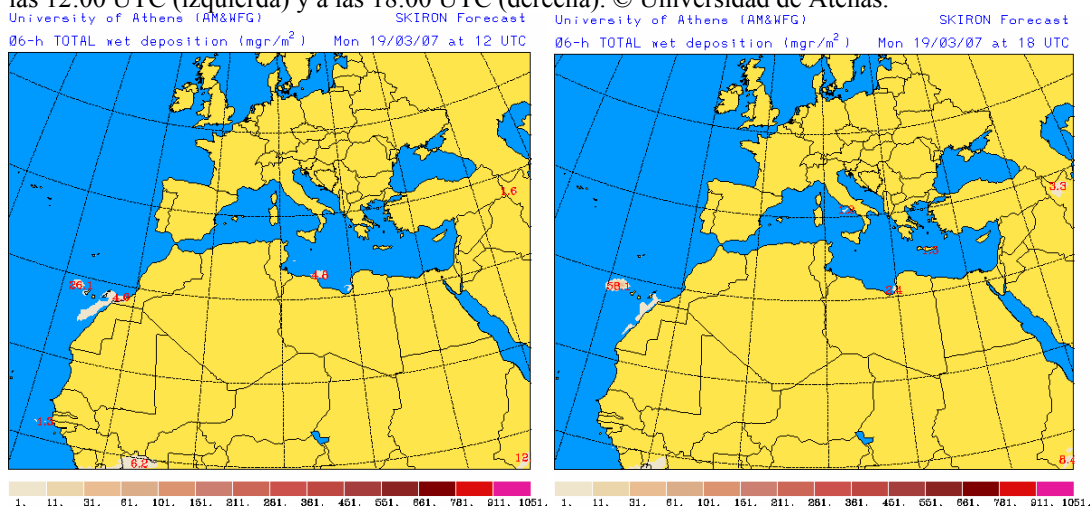 las 12:00 UTC (izquierda) y a las 18:00 UTC (derecha). © Universidad de Atenas.
University of Athens (AM&WFG) SKIRON Forecast
06-h TOTAL wet deposition (mgr/m²) Mon 19/03/07 at 12 UTC
1.6
4.6
26.1
4.6
1.3
6.2
12
1. 11. 31. 61. 101. 151. 211. 281. 361. 451. 551. 661. 781. 911. 1051.
University of Athens (AM&WFG) SKIRON Forecast
06-h TOTAL wet deposition (mgr/m²) Mon 19/03/07 at 18 UTC
3.3
58
8.4
1. 11. 31. 61. 101. 151. 211. 281. 361. 451. 551. 661. 781. 911. 1051.